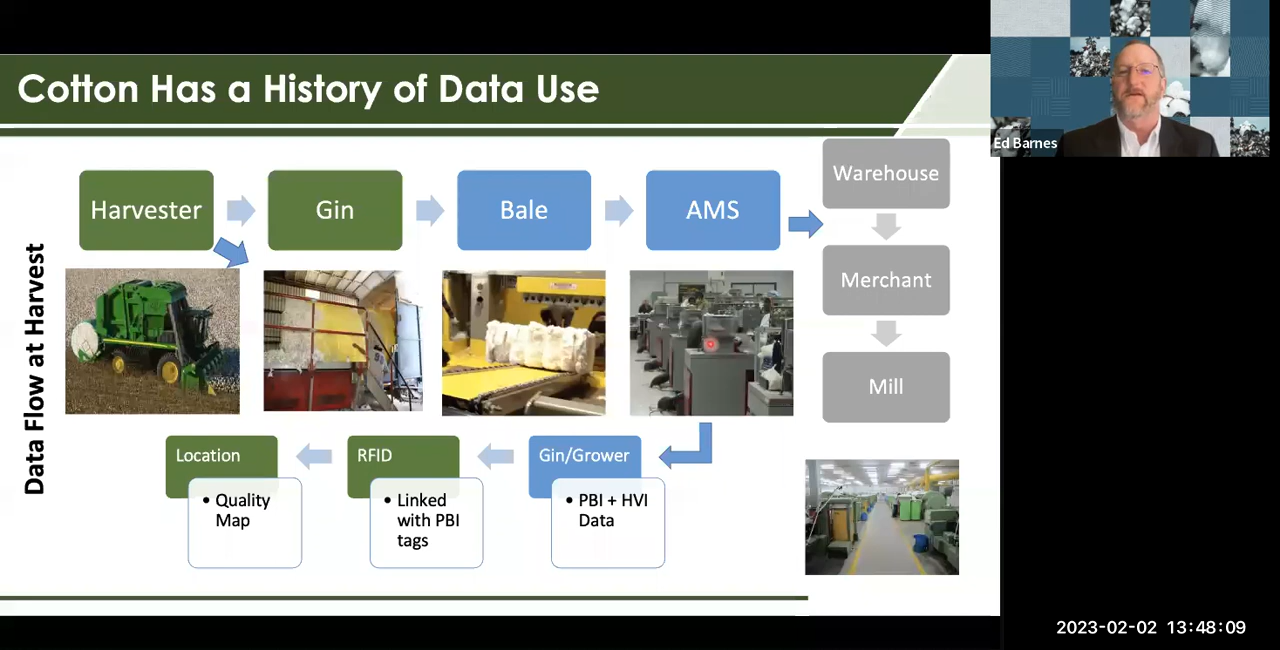 Cotton Has a History of Data Use
Ed Barnes
Data Flow at Harvest
Harvester
Gin
Bale
AMS
Warehouse
Merchant
Mill
Location
• Quality
Map
RFID
• Linked
with PBI
tags
Gin/Grower
• PBI + HVI
Data
2023-02-02 13:48:09